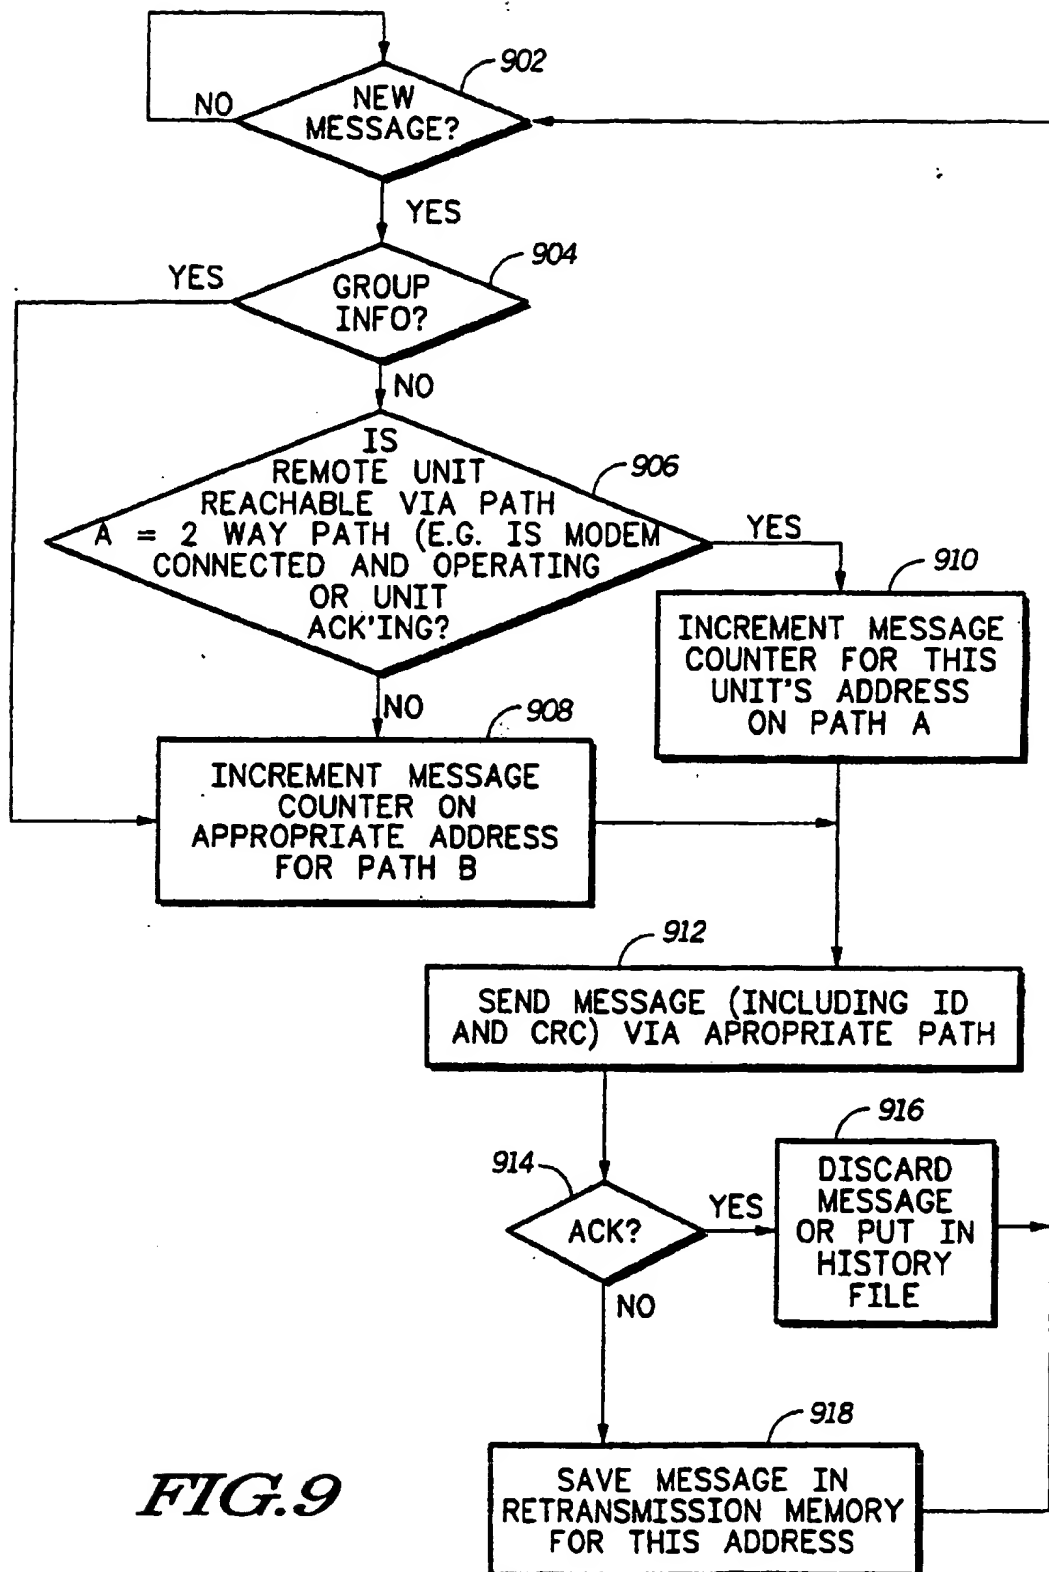 902
NEW
MESSAGE?
NO
YES
904
YES
GROUP
INFO?
NO
IS
REMOTE UNIT
REACHABLE VIA PATH
A = 2 WAY PATH (E.G. IS MODEM
CONNECTED AND OPERATING
OR UNIT
ACK'ING?
906
YES
910
INCREMENT MESSAGE
COUNTER FOR THIS
UNIT'S ADDRESS
ON PATH A
NO
908
INCREMENT MESSAGE
COUNTER ON
APPROPRIATE ADDRESS
FOR PATH B
912
SEND MESSAGE (INCLUDING ID
AND CRC) VIA APROPRIATE PATH
914
ACK?
YES
916
DISCARD
MESSAGE
OR PUT IN
HISTORY
FILE
NO
918
SAVE MESSAGE IN
RETRANSMISSION MEMORY
FOR THIS ADDRESS
FIG.9